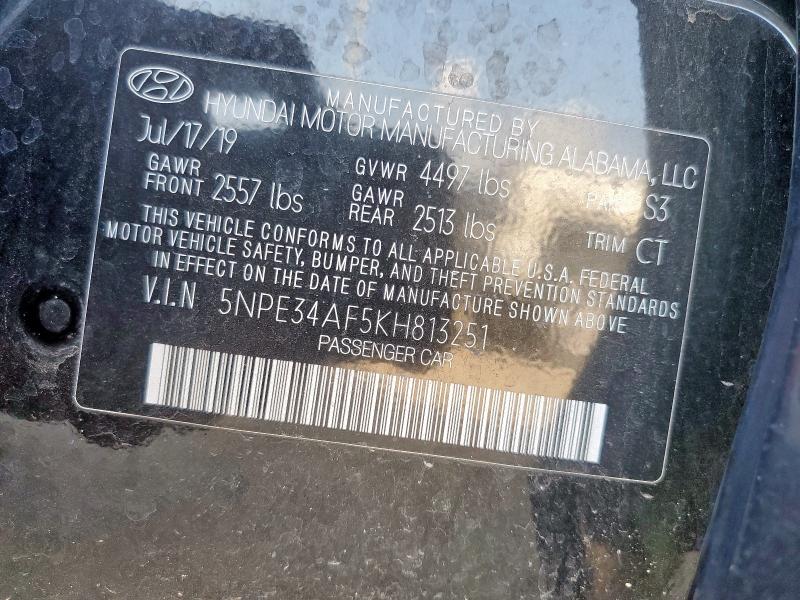 MANUFACTURED BY
HYUNDAI MOTOR MANUFACTURING ALABAMA, LLC
Jul/17/19
GAWR FRONT 2557 lbs
GVWR 4497 lbs
GAWR REAR 2513 lbs
S3
TRIM CT
THIS VEHICLE CONFORMS TO ALL APPLICABLE U.S.A. FEDERAL
MOTOR VEHICLE SAFETY, BUMPER, AND THEFT PREVENTION STANDARDS
IN EFFECT ON THE DATE OF MANUFACTURE SHOWN ABOVE
V.I.N 5NPE34AF5KH813251
PASSENGER CAR